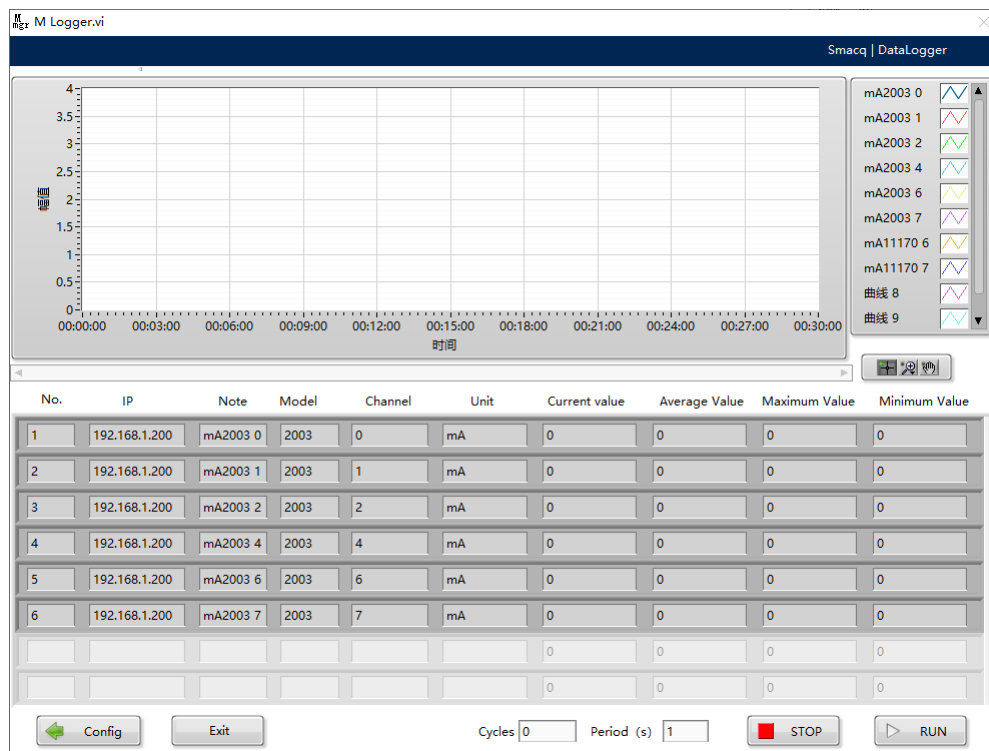 M mgr M Logger.vi
Smacq | DataLogger
幅值
4
3.5
3
2.5
2
1.5
1
0.5
0
00:00:00 00:03:00 00:06:00 00:09:00 00:12:00 00:15:00 00:18:00 00:21:00 00:24:00 00:27:00 00:30:00
时间
mA2003 0
mA2003 1
mA2003 2
mA2003 4
mA2003 6
mA2003 7
mA11170 6
mA11170 7
曲线 8
曲线 9
No. IP Note Model Channel Unit Current value Average Value Maximum Value Minimum Value
1 192.168.1.200 mA2003 0 2003 0 mA 0 0 0 0
2 192.168.1.200 mA2003 1 2003 1 mA 0 0 0 0
3 192.168.1.200 mA2003 2 2003 2 mA 0 0 0 0
4 192.168.1.200 mA2003 4 2003 4 mA 0 0 0 0
5 192.168.1.200 mA2003 6 2003 6 mA 0 0 0 0
6 192.168.1.200 mA2003 7 2003 7 mA 0 0 0 0
0 0 0 0
0 0 0 0
Config Exit Cycles 0 Period (s) 1 STOP RUN